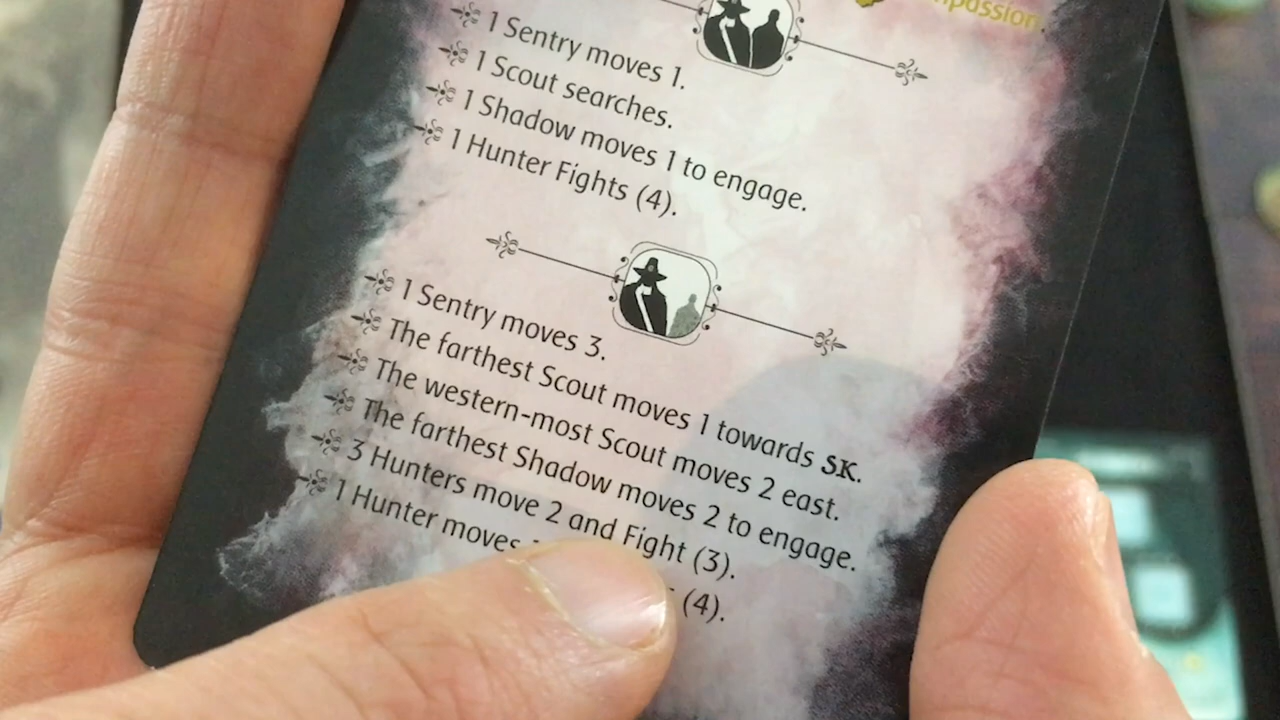 1 Sentry moves 1.
1 Scout searches.
1 Shadow moves 1 to engage.
1 Hunter Fights (4).
1 Sentry moves 3.
The farthest Scout moves 1 towards SK.
The western-most Scout moves 2 east.
The farthest Shadow moves 2 to engage.
3 Hunters move 2 and Fight (3).
1 Hunter moves (4).